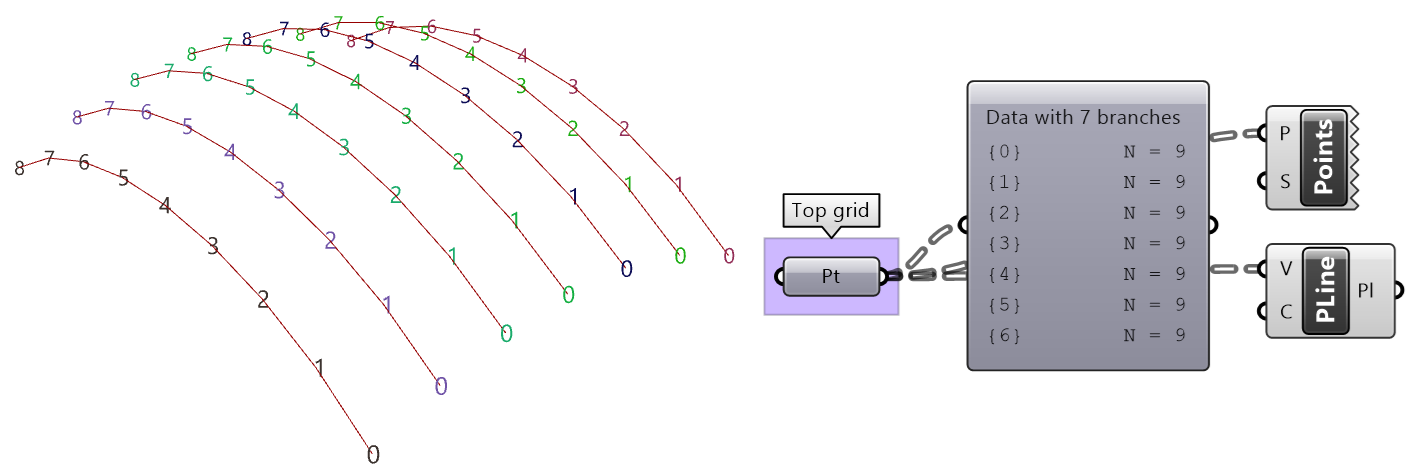 8 7 6 5 4 3 2 1 0
8 7 6 5 4 3 2 1 0
8 7 6 5 4 3 2 1 0
8 7 6 5 4 3 2 1 0
8 7 6 5 4 3 2 1 0
8 7 6 5 4 3 2 1 0
8 7 6 5 4 3 2 1 0
Top grid
Pt
Data with 7 branches
{0} N = 9
{1} N = 9
{2} N = 9
{3} N = 9
{4} N = 9
{5} N = 9
{6} N = 9
P
S
Points
V
C
PLine
Pl